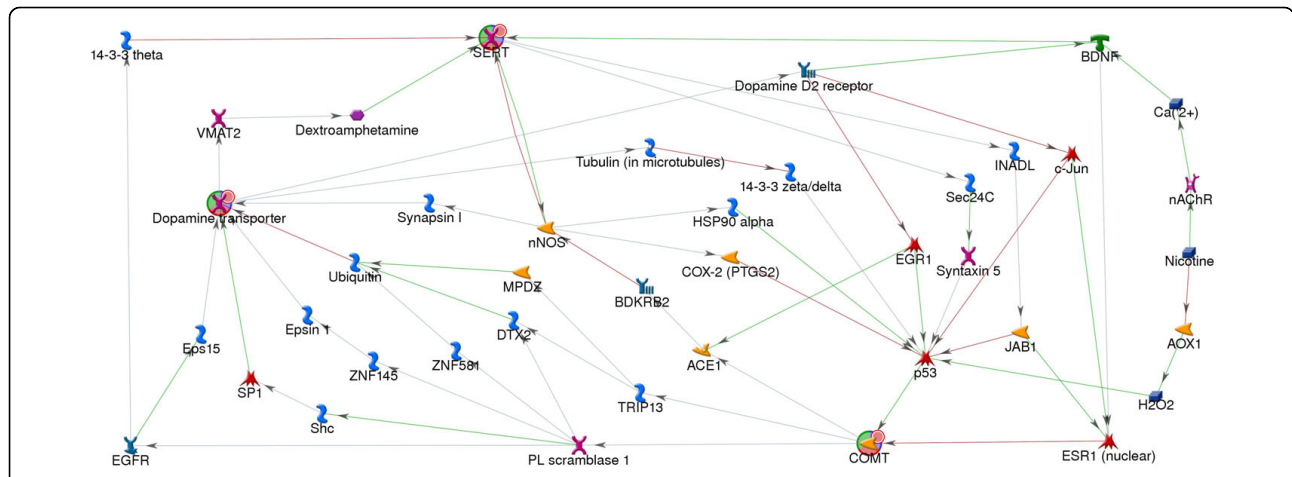 14-3-3 theta
SERT
BDNF
Dopamine D2 receptor
Ca(2+)
VMAT2
Dextroamphetamine
Tubulin (in microtubules)
INADL
c-Jun
14-3-3 zeta/delta
Sec24C
nAChR
Dopamine transporter
Synapsin I
HSP90 alpha
nNOS
EGR1
Nicotine
COX-2 (PTGS2)
Syntaxin 5
Ubiquitin
MPDZ
BDKRB2
Epsin 1
DTX2
Eps15
JAB1
AOX1
ZNF145
ZNF581
ACE1
p53
SP1
TRIP13
H2O2
Shc
EGFR
PL scramblase 1
COMT
ESR1 (nuclear)